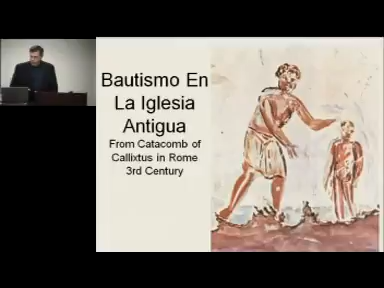 Bautismo En
La Iglesia
Antigua
From Catacomb of
Callixtus in Rome
3rd Century